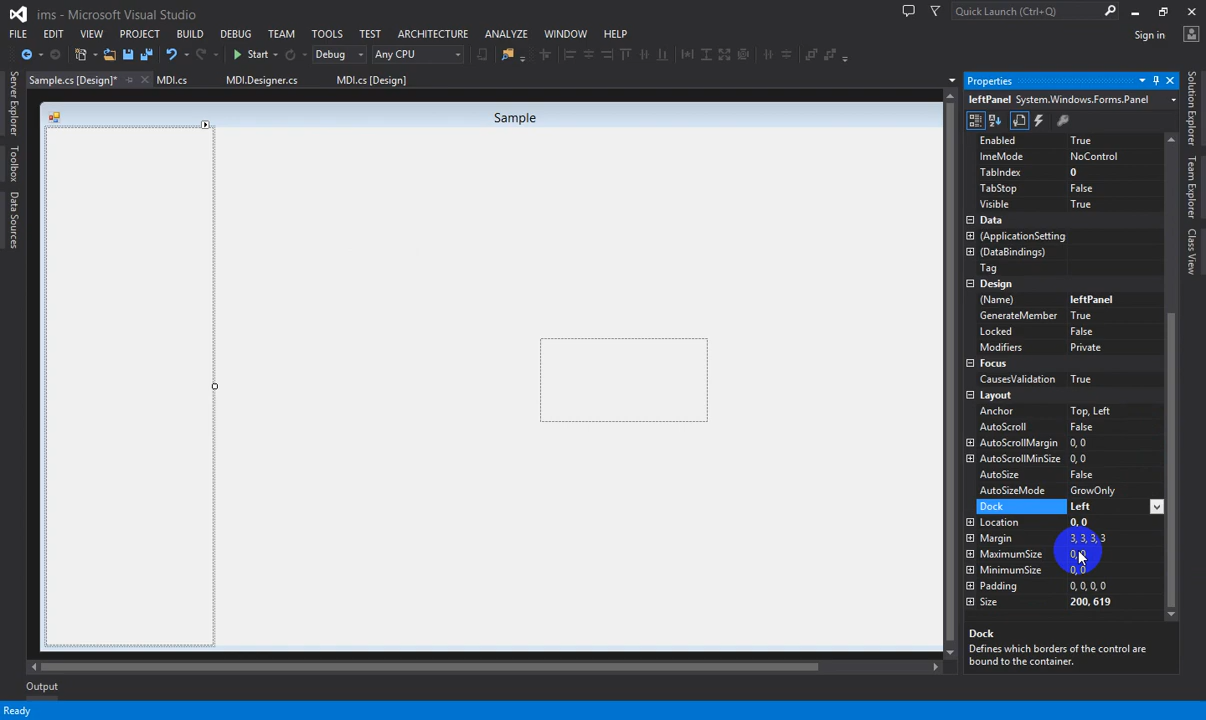 ims - Microsoft Visual Studio
Quick Launch (Ctrl+Q)
FILE EDIT VIEW PROJECT BUILD DEBUG TEAM TOOLS TEST ARCHITECTURE ANALYZE WINDOW HELP
Sign in
Start Debug Any CPU
Sample.cs [Design]* MDI.cs MDI.Designer.cs MDI.cs [Design]
Server Explorer
Toolbox
Data Sources
Sample
Properties
leftPanel System.Windows.Forms.Panel
Enabled True
ImeMode NoControl
TabIndex 0
TabStop False
Visible True
Data
(ApplicationSetting
(DataBindings)
Tag
Design
(Name) leftPanel
GenerateMember True
Locked False
Modifiers Private
Focus
CausesValidation True
Layout
Anchor Top, Left
AutoScroll False
AutoScrollMargin 0, 0
AutoScrollMinSize 0, 0
AutoSize False
AutoSizeMode GrowOnly
Dock Left
Location 0, 0
Margin 3, 3, 3, 3
MaximumSize 0, 0
MinimumSize 0, 0
Padding 0, 0, 0, 0
Size 200, 619
Dock
Defines which borders of the control are
bound to the container.
Solution Explorer
Team Explorer
Class View
Output
Ready